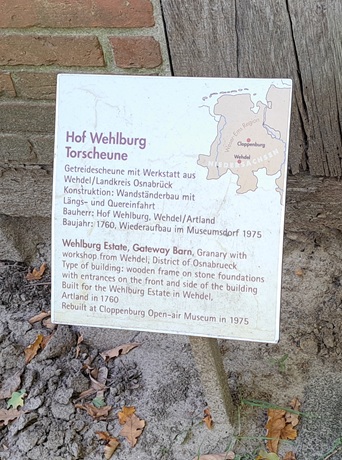 Hof Wehlburg
Torscheune
Getreidescheune mit Werkstatt aus
Wehdel/Landkreis Osnabrück
Konstruktion: Wandständerbau mit
Längs- und Quereinfahrt
Bauherr: Hof Wehlburg, Wehdel/Artland
Baujahr: 1760, Wiederaufbau im Museumsdorf 1975
Wehlburg Estate, Gateway Barn, Granary with
workshop from Wehdel, District of Osnabrueck
Type of building: wooden frame on stone foundations
with entrances on the front and side of the building
Built for the Wehlburg Estate in Wehdel,
Artland in 1760
Rebuilt at Cloppenburg Open-air Museum in 1975
Weser-Ems Region
Cloppenburg
NIEDERSACHSEN
Wehdel